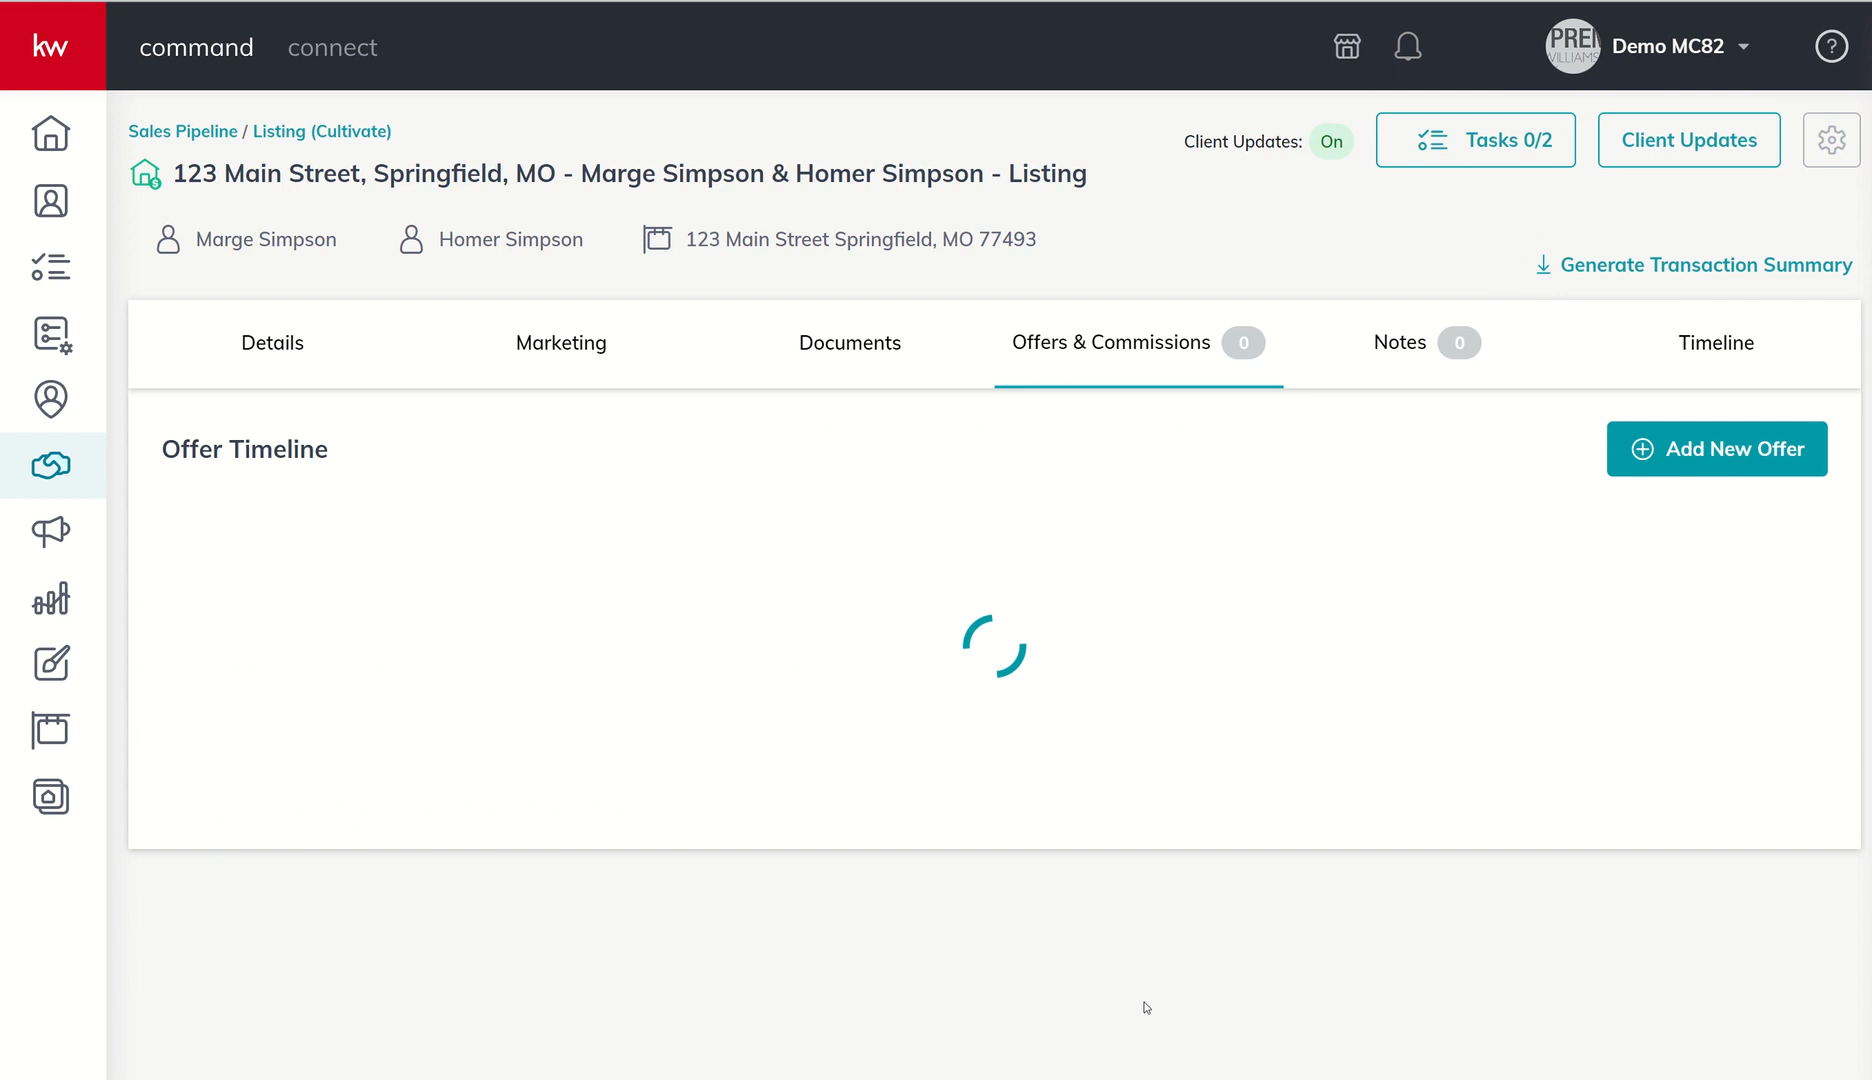 kw
command connect
PREI
WILLIAMS
Demo MC82
?
Sales Pipeline / Listing (Cultivate)
123 Main Street, Springfield, MO - Marge Simpson & Homer Simpson - Listing
Client Updates: On
Tasks 0/2
Client Updates
Marge Simpson
Homer Simpson
123 Main Street Springfield, MO 77493
Generate Transaction Summary
Details
Marketing
Documents
Offers & Commissions 0
Notes 0
Timeline
Offer Timeline
Add New Offer